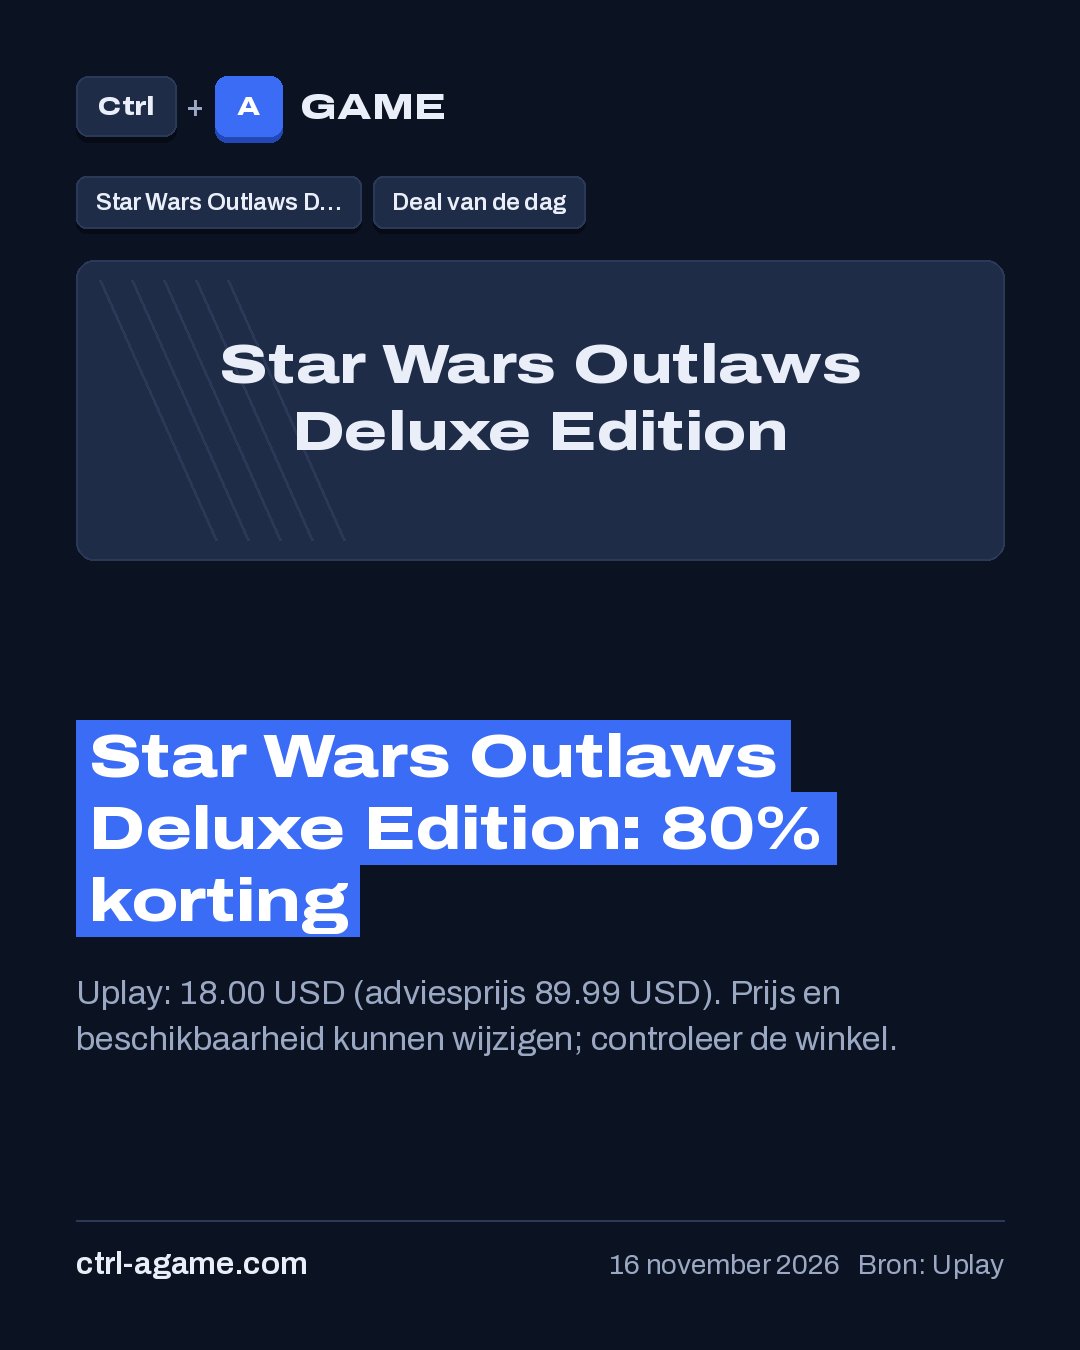 Ctrl + A GAME
Star Wars Outlaws D... Deal van de dag
Star Wars Outlaws
Deluxe Edition
Star Wars Outlaws
Deluxe Edition: 80%
korting
Uplay: 18.00 USD (adviesprijs 89.99 USD). Prijs en
beschikbaarheid kunnen wijzigen; controleer de winkel.
ctrl-agame.com 16 november 2026 Bron: Uplay